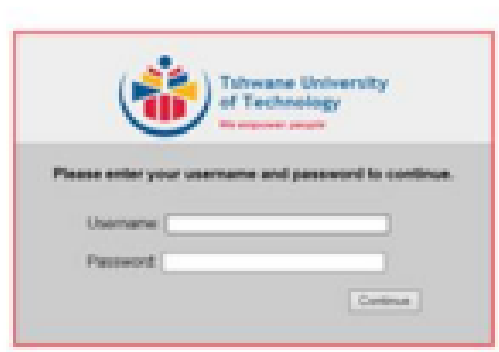 Tshwane University
of Technology
We empower people
Please enter your username and password to continue.
Username:
Password:
Continue